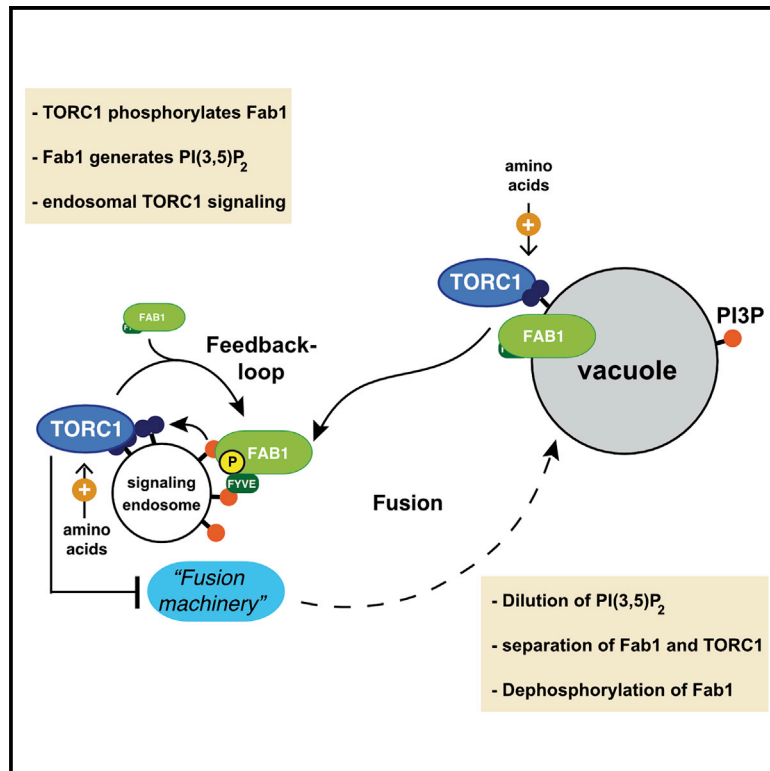 - TORC1 phosphorylates Fab1
- Fab1 generates PI(3,5)P2
- endosomal TORC1 signaling
amino
acids
+
TORC1
FAB1
PI3P
vacuole
FAB1
Feedback-
loop
TORC1
FAB1
P
FYVE
signaling
endosome
+
amino
acids
Fusion
“Fusion
machinery”
- Dilution of PI(3,5)P2
- separation of Fab1 and TORC1
- Dephosphorylation of Fab1